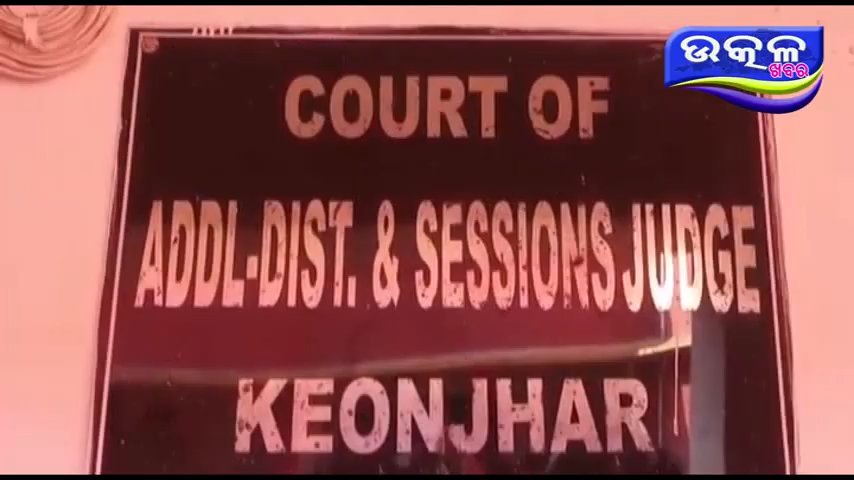 COURT OF
ADDL-DIST. & SESSIONS JUDGE
KEONJHAR
ଉତ୍କଳ
ଖବର